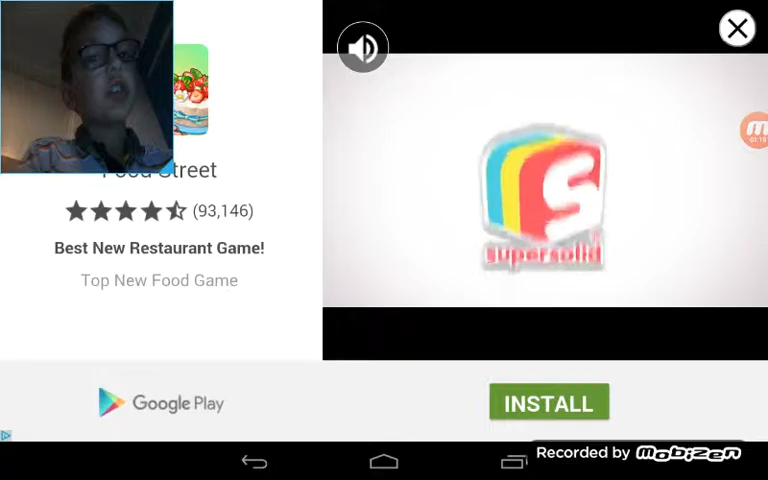 Food Street
(93,146)
Best New Restaurant Game!
Top New Food Game
S
supersolid
Google Play
INSTALL
Recorded by mobizen